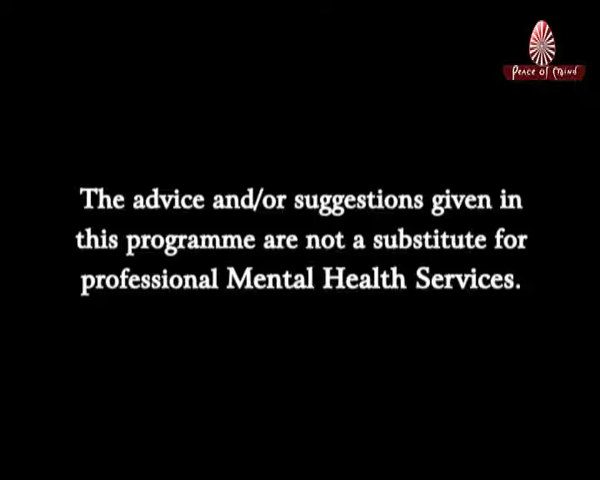 Peace of Mind
The advice and/or suggestions given in
this programme are not a substitute for
professional Mental Health Services.